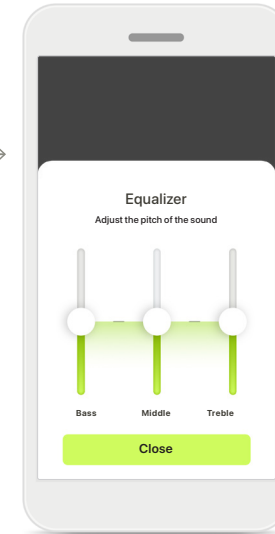 Equalizer
Adjust the pitch of the sound
Bass Middle Treble
Close